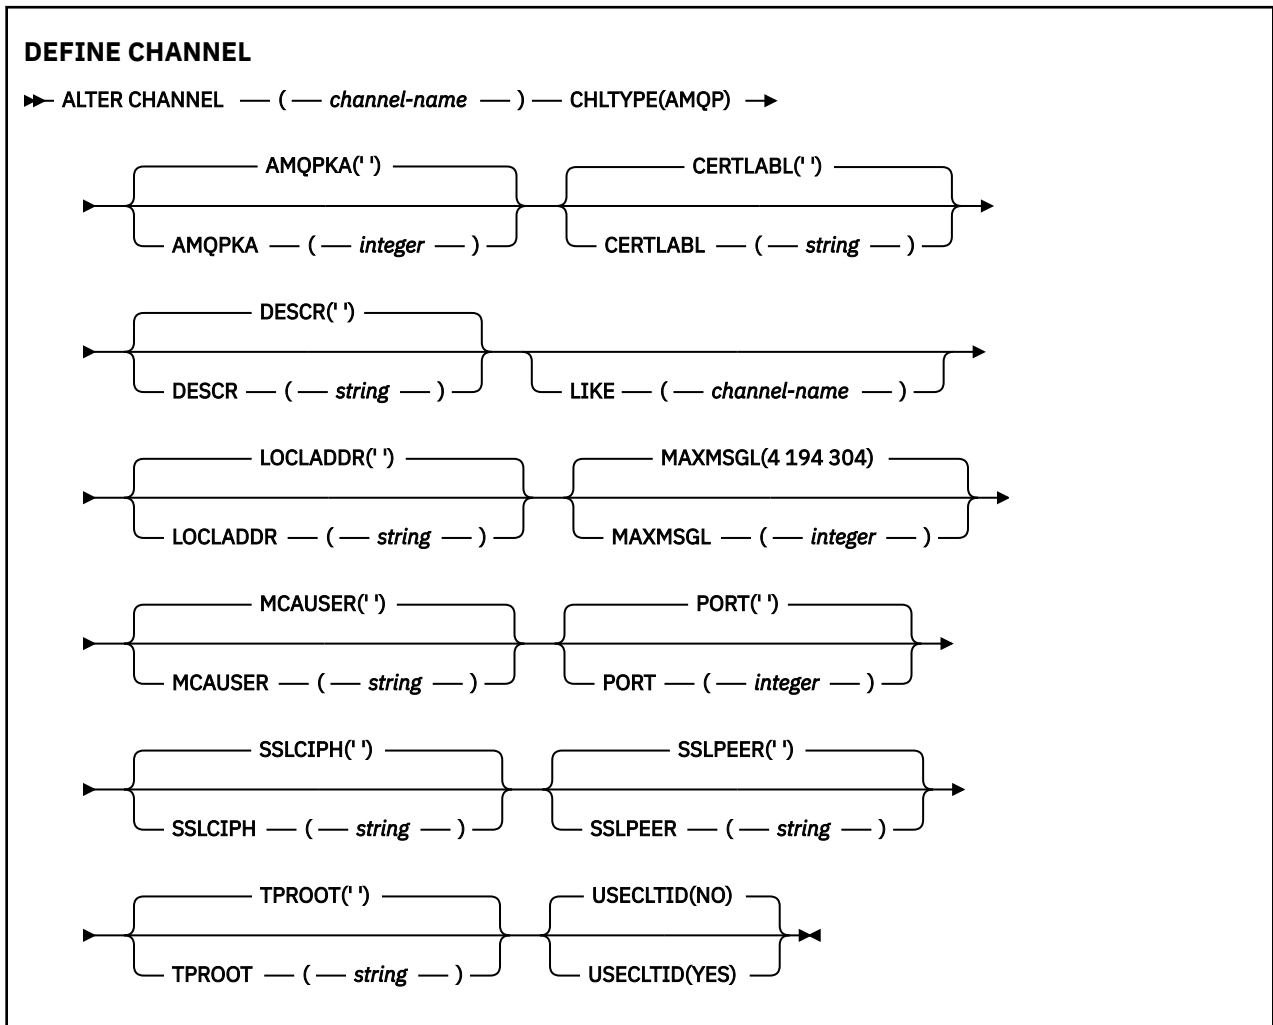 DEFINE CHANNEL
ALTER CHANNEL ( channel-name ) CHLTYPE(AMQP)
AMQPKA(' ') CERTLABL(' ')
AMQPKA ( integer ) CERTLABL ( string )
DESCR(' ')
DESCR ( string ) LIKE ( channel-name )
LOCLADDR(' ') MAXMSGL(4 194 304)
LOCLADDR ( string ) MAXMSGL ( integer )
MCAUSER(' ') PORT(' ')
MCAUSER ( string ) PORT ( integer )
SSLCIPH(' ') SSLPEER(' ')
SSLCIPH ( string ) SSLPEER ( string )
TPROOT(' ') USECLTID(NO)
TPROOT ( string ) USECLTID(YES)